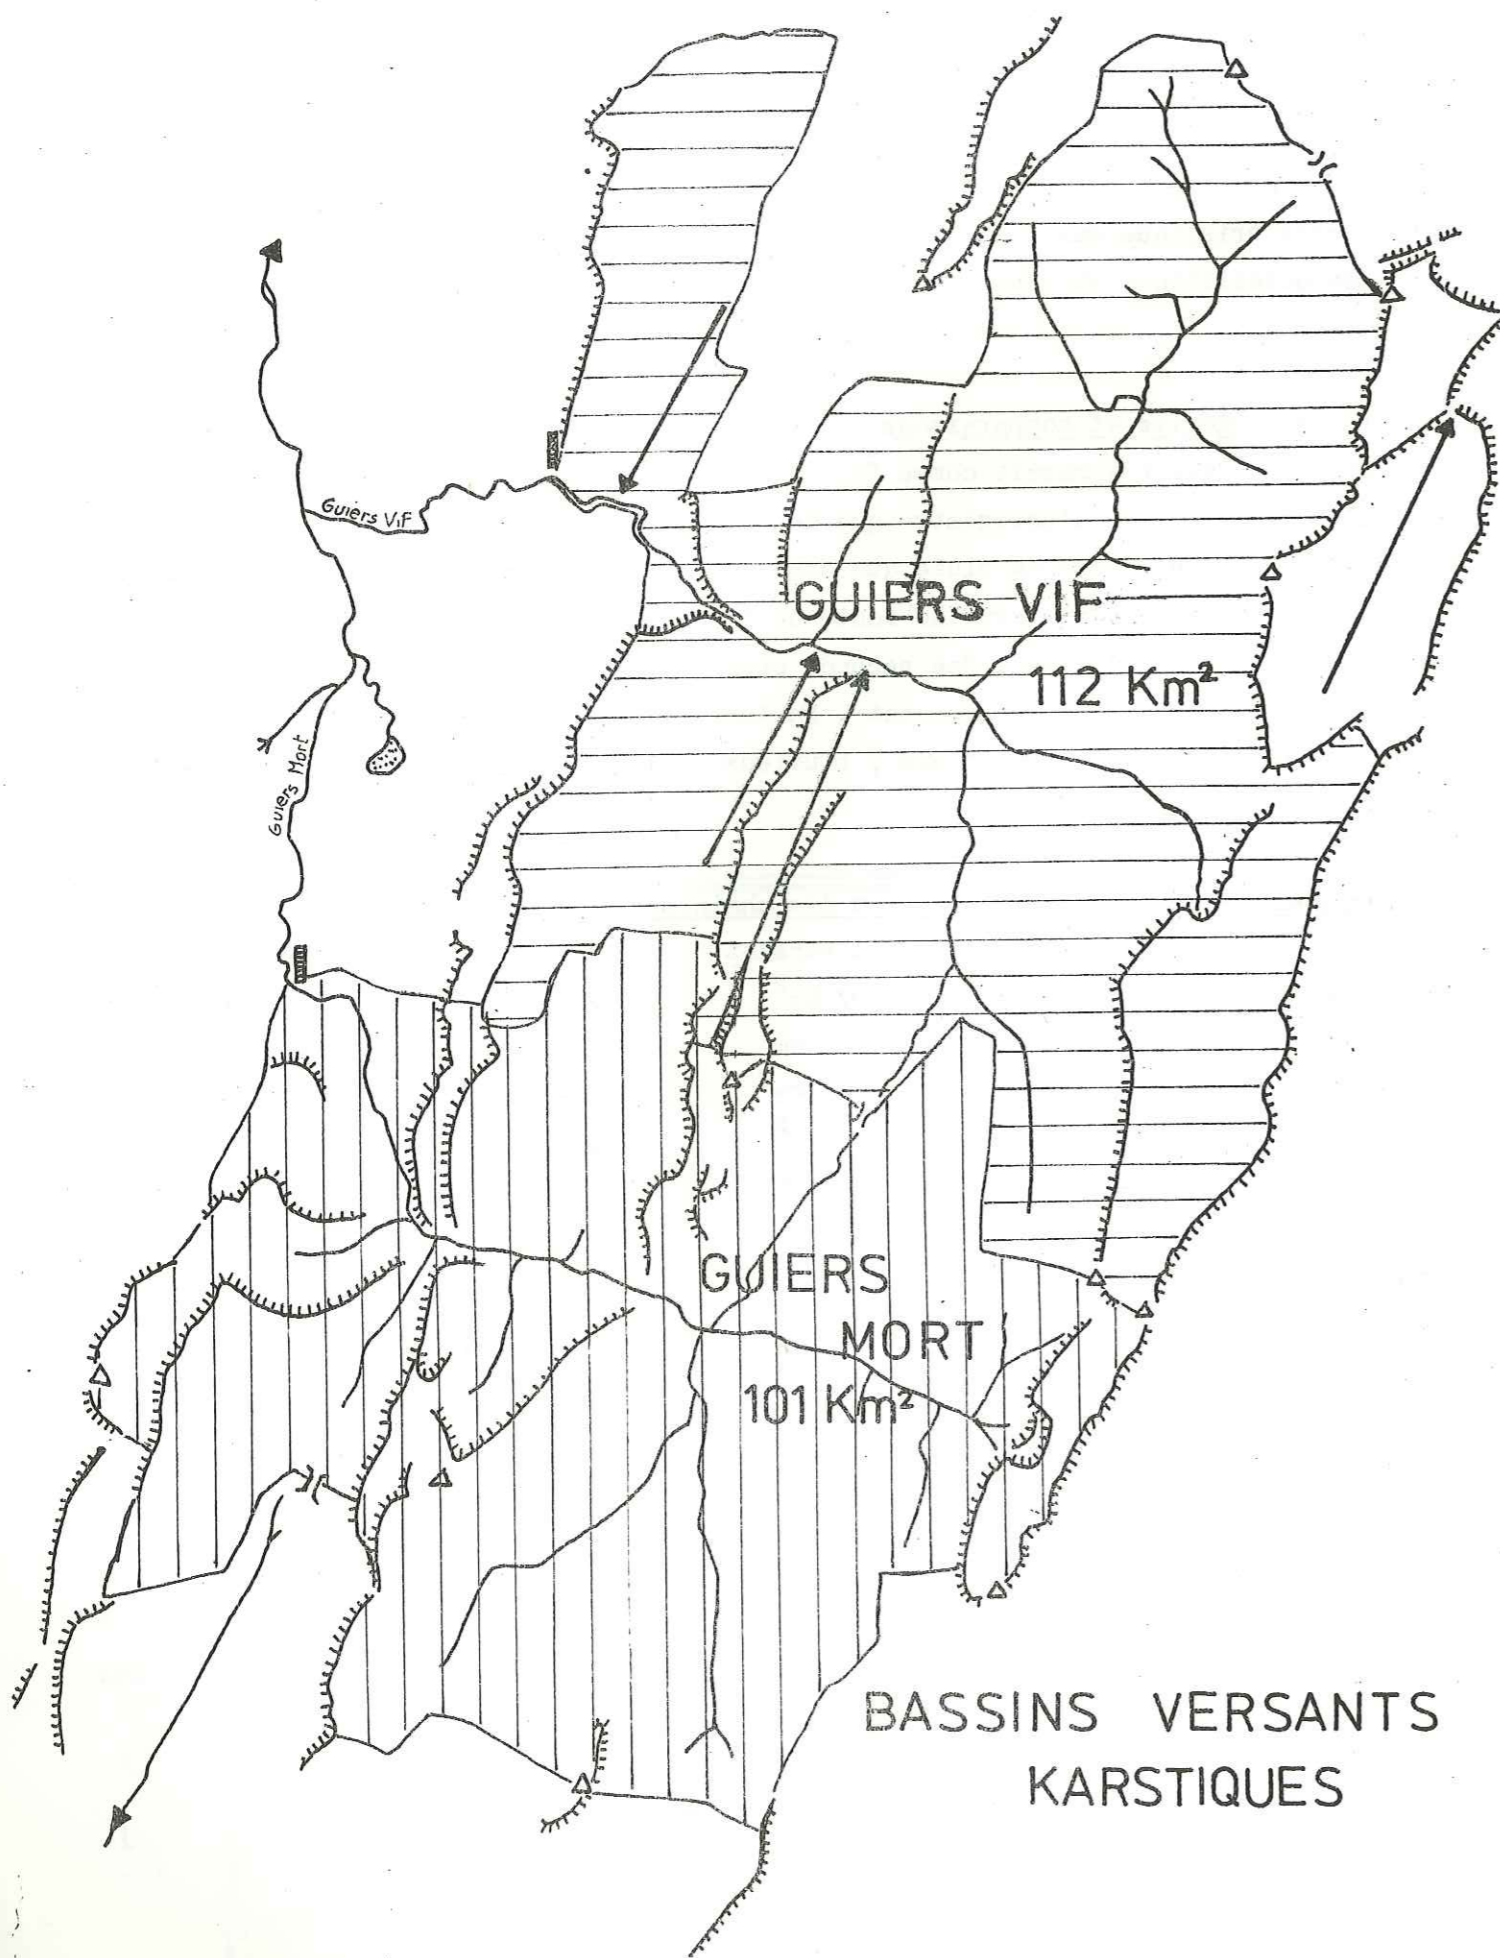 Guiers Vif
GUIERS VIF
112 Km²
Guiers Mort
GUIERS
MORT
101 Km²
BASSINS VERSANTS
KARSTIQUES